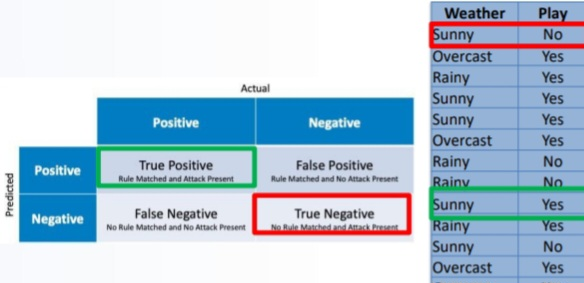 Actual
Positive Negative
Predicted
Positive
True Positive
Rule Matched and Attack Present
False Positive
Rule Matched and No Attack Present
Negative
False Negative
No Rule Matched and No Attack Present
True Negative
No Rule Matched and Attack Present
Weather Play
Sunny No
Overcast Yes
Rainy Yes
Sunny Yes
Sunny Yes
Overcast Yes
Rainy No
Rainy No
Sunny Yes
Rainy Yes
Sunny No
Overcast Yes